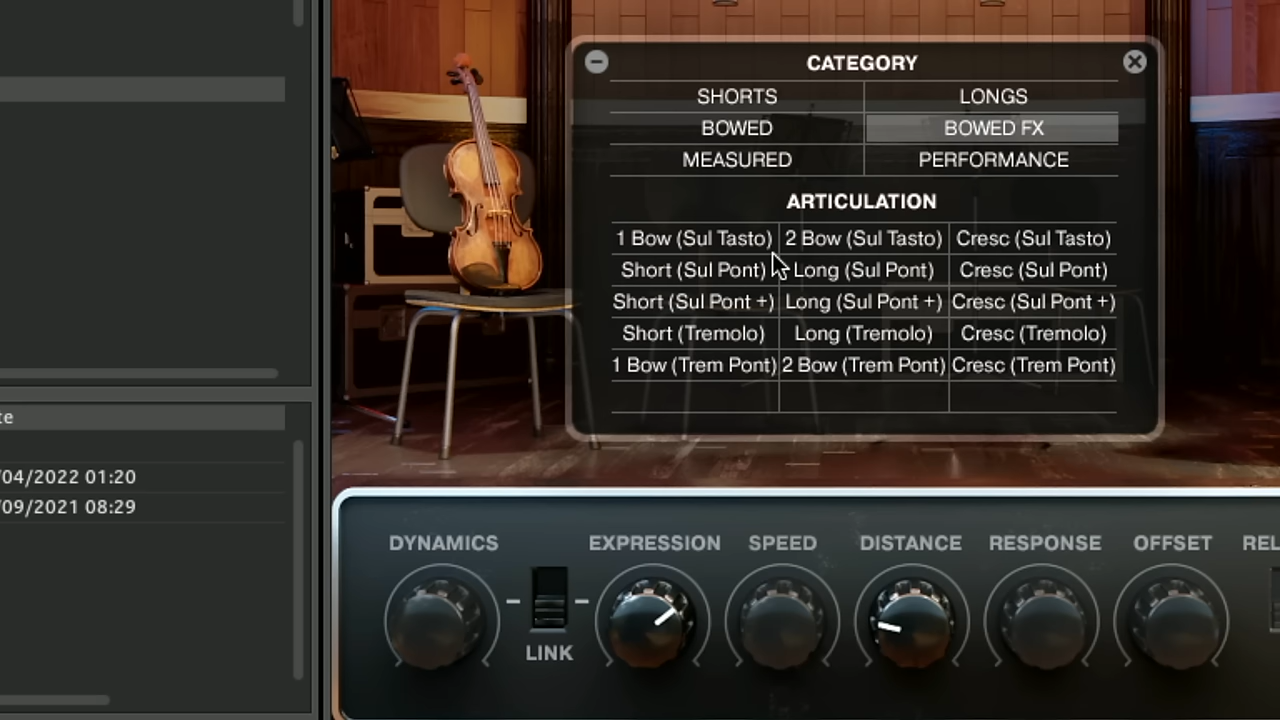 CATEGORY
SHORTS LONGS
BOWED BOWED FX
MEASURED PERFORMANCE
ARTICULATION
1 Bow (Sul Tasto) 2 Bow (Sul Tasto) Cresc (Sul Tasto)
Short (Sul Pont) Long (Sul Pont) Cresc (Sul Pont)
Short (Sul Pont +) Long (Sul Pont +) Cresc (Sul Pont +)
Short (Tremolo) Long (Tremolo) Cresc (Tremolo)
1 Bow (Trem Pont) 2 Bow (Trem Pont) Cresc (Trem Pont)
te
/04/2022 01:20
/09/2021 08:29
DYNAMICS EXPRESSION SPEED DISTANCE RESPONSE OFFSET REL
LINK